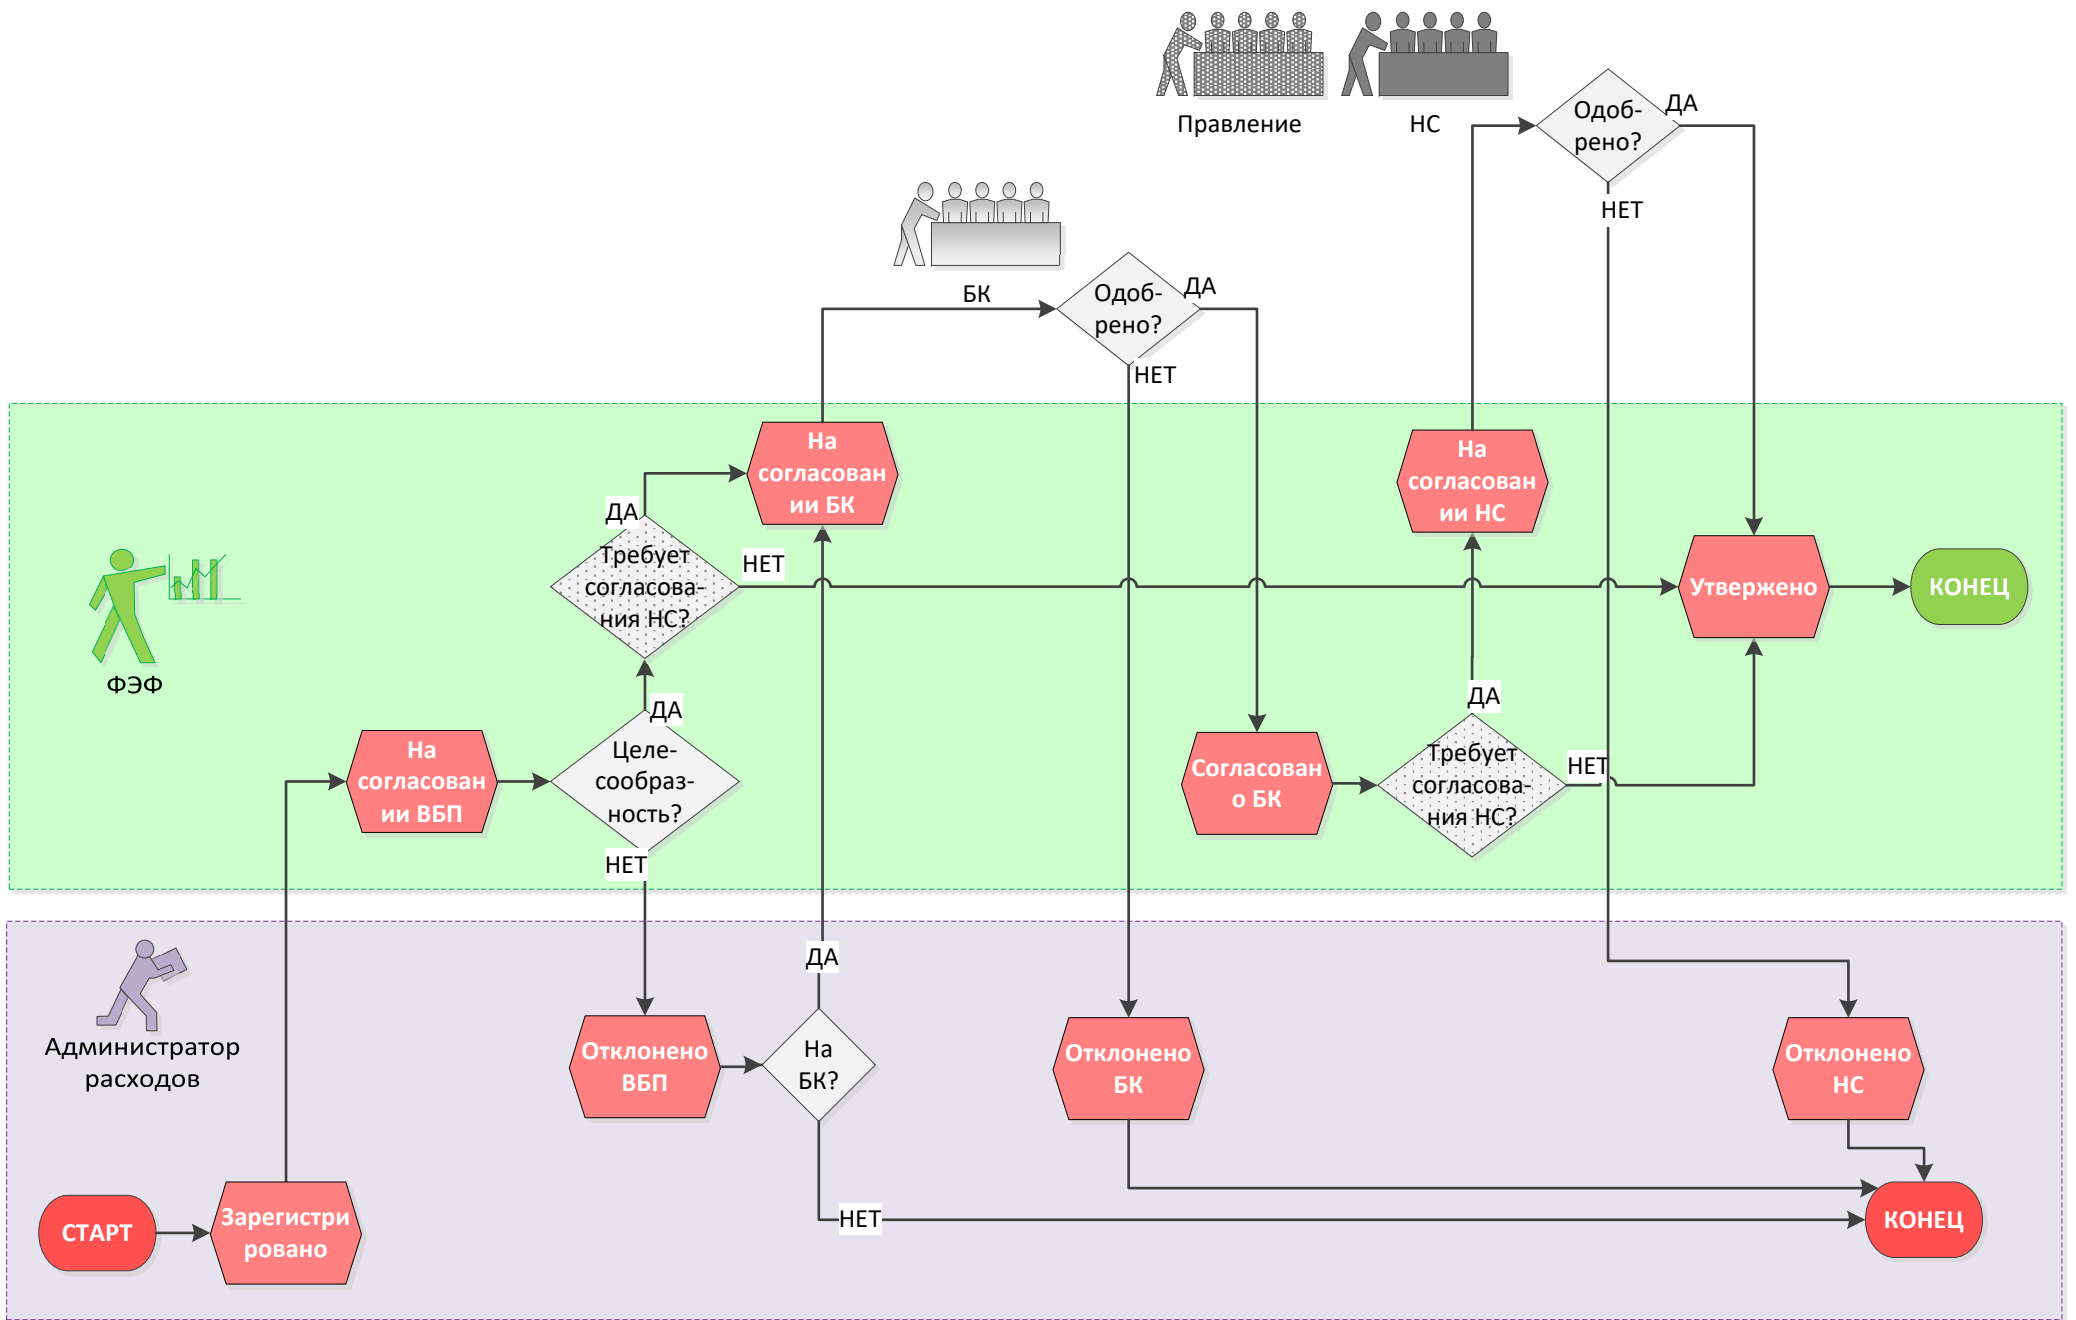 Правление
НС
Одоб-
рено?
ДА
НЕТ
БК
Одоб-
рено?
ДА
НЕТ
На
согласован
ии БК
На
согласован
ии НС
ДА
Требует
согласова-
ния НС?
НЕТ
Утвержено
КОНЕЦ
ФЭФ
ДА
На
согласован
ии ВБП
Целе-
сообраз-
ность?
НЕТ
Согласован
о БК
ДА
Требует
согласова-
ния НС?
НЕТ
Администратор
расходов
ДА
Отклонено
ВБП
На
БК?
Отклонено
БК
Отклонено
НС
СТАРТ
Зарегистри
ровано
НЕТ
КОНЕЦ